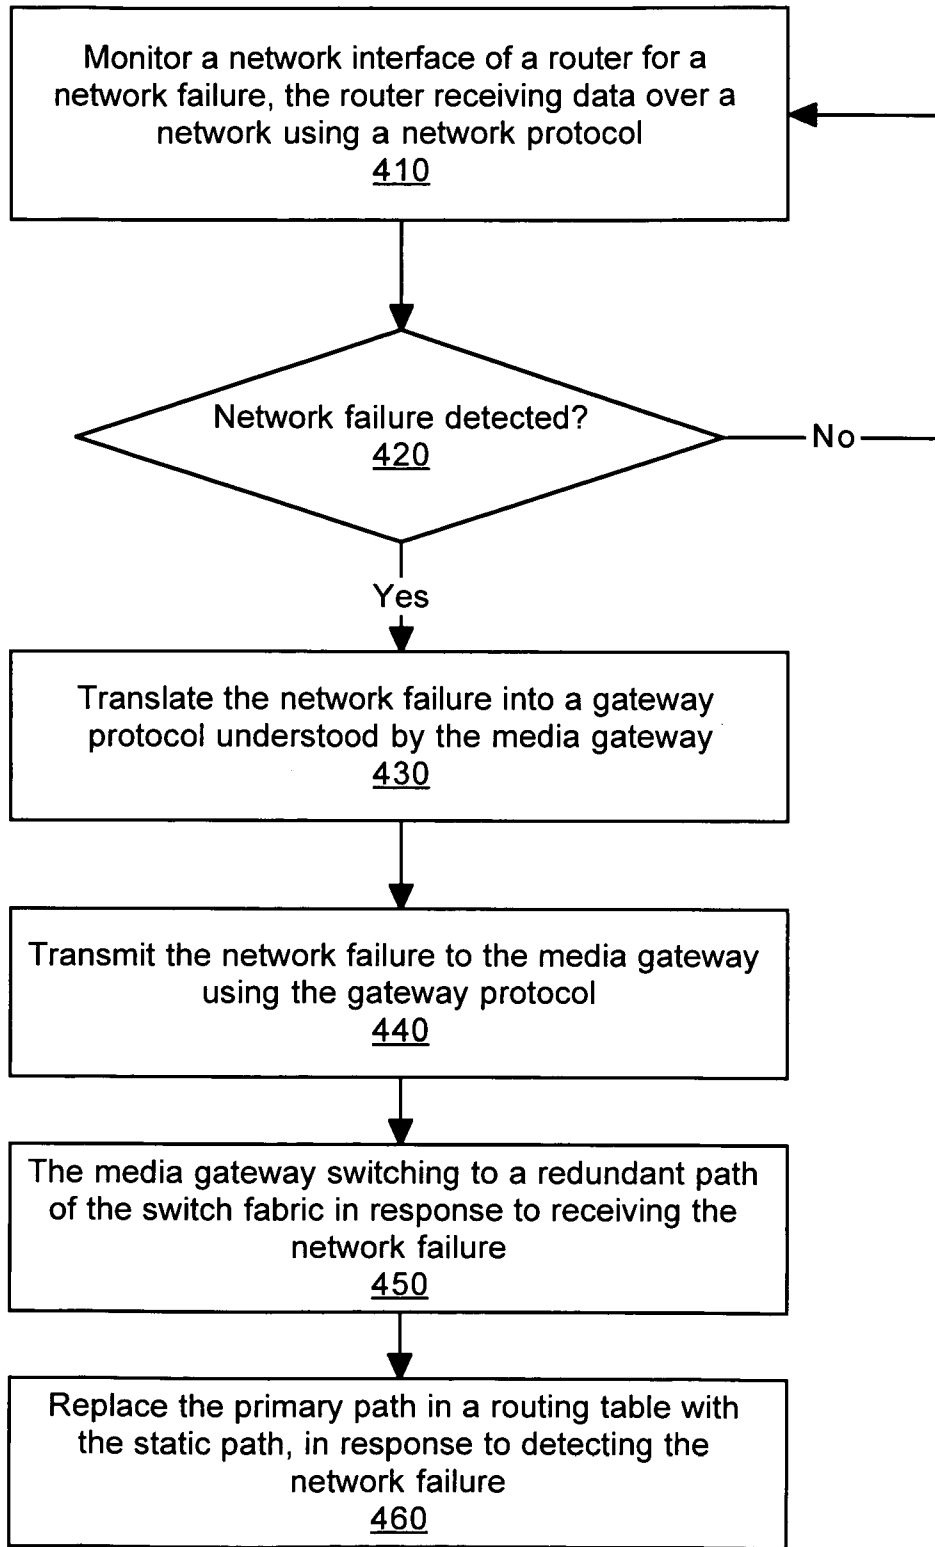 Monitor a network interface of a router for a
network failure, the router receiving data over a
network using a network protocol
410
Network failure detected?
420
No
Yes
Translate the network failure into a gateway
protocol understood by the media gateway
430
Transmit the network failure to the media gateway
using the gateway protocol
440
The media gateway switching to a redundant path
of the switch fabric in response to receiving the
network failure
450
Replace the primary path in a routing table with
the static path, in response to detecting the
network failure
460